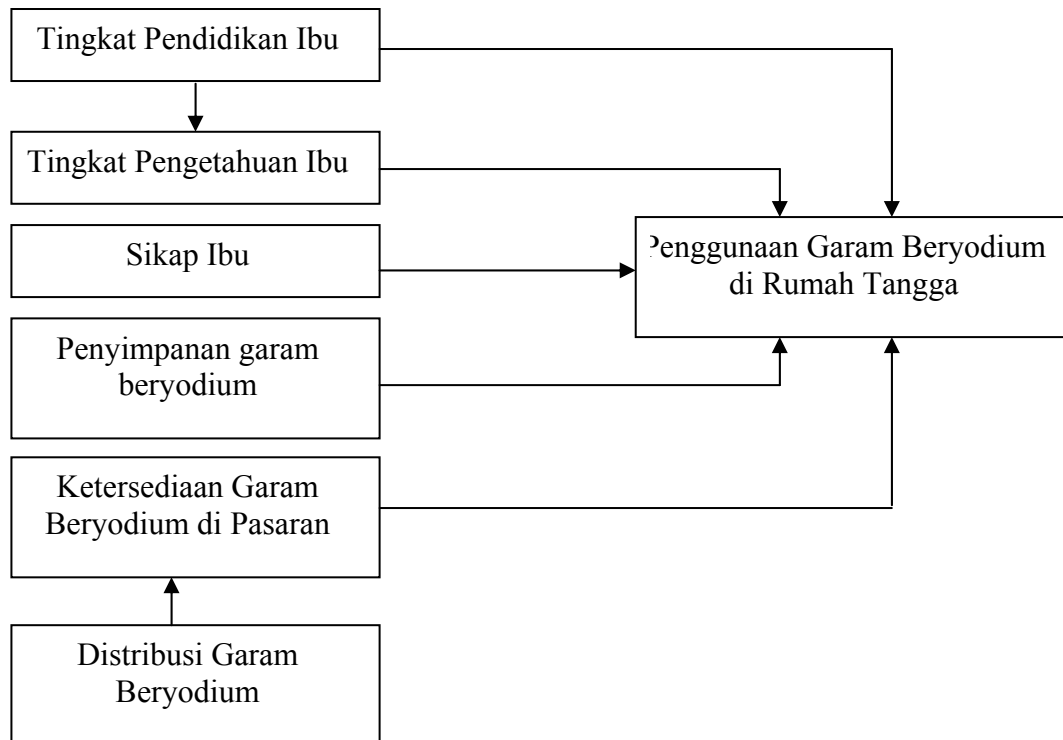 Tingkat Pendidikan Ibu
Tingkat Pengetahuan Ibu
Sikap Ibu
Penggunaan Garam Beryodium
di Rumah Tangga
Penyimpanan garam
beryodium
Ketersediaan Garam
Beryodium di Pasaran
Distribusi Garam
Beryodium